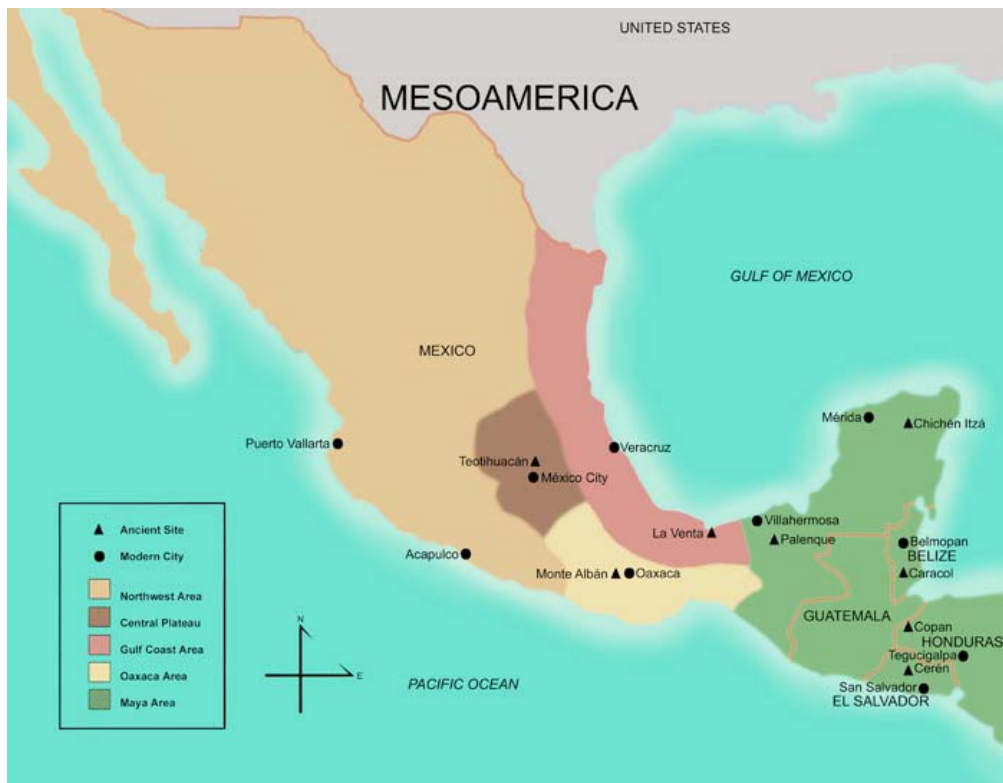 UNITED STATES
MESOAMERICA
GULF OF MEXICO
MEXICO
Mérida
Chichén Itzá
Puerto Vallarta
Veracruz
Teotihuacán
México City
Villahermosa
La Venta
Palenque
Belmopan
BELIZE
Acapulco
Monte Albán
Oaxaca
Caracol
GUATEMALA
Copan
HONDURAS
Tegucigalpa
Cerén
San Salvador
EL SALVADOR
PACIFIC OCEAN
Ancient Site
Modern City
Northwest Area
Central Plateau
Gulf Coast Area
Oaxaca Area
Maya Area
N
E